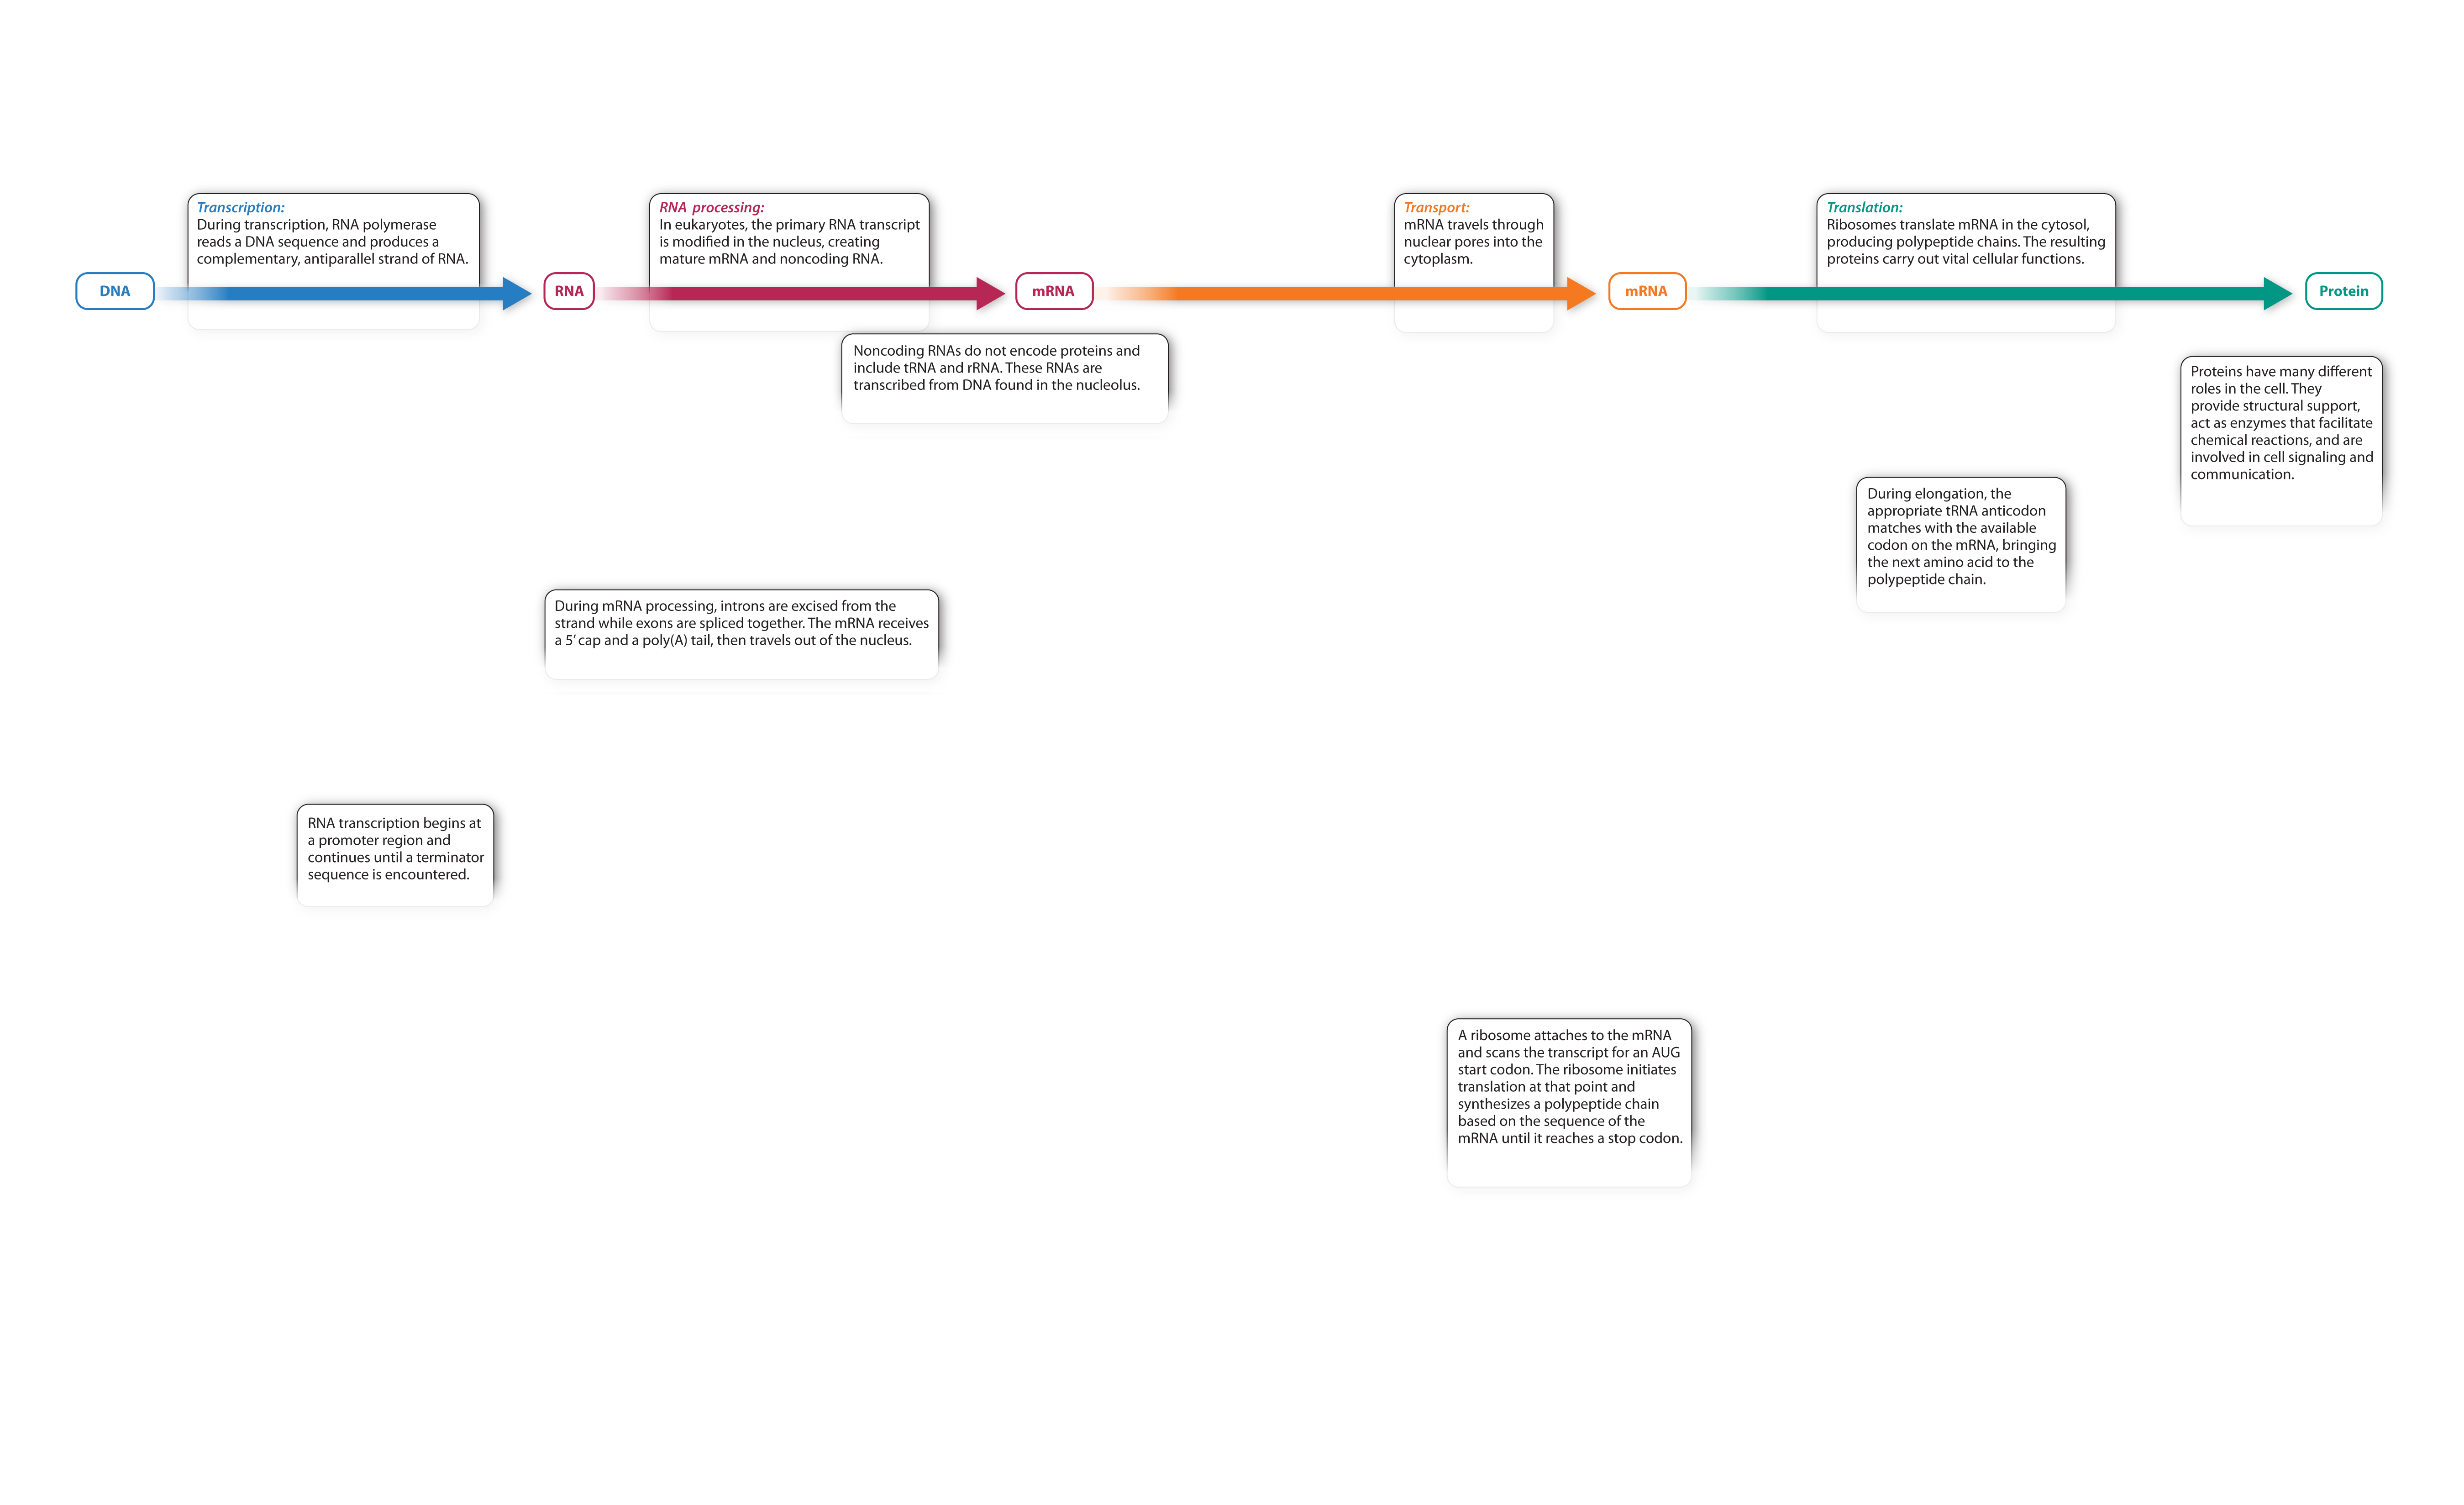 Transcription:
During transcription, RNA polymerase
reads a DNA sequence and produces a
complementary, antiparallel strand of RNA.
RNA processing:
In eukaryotes, the primary RNA transcript
is modified in the nucleus, creating
mature mRNA and noncoding RNA.
Transport:
mRNA travels through
nuclear pores into the
cytoplasm.
Translation:
Ribosomes translate mRNA in the cytosol,
producing polypeptide chains. The resulting
proteins carry out vital cellular functions.
DNA
RNA
mRNA
mRNA
Protein
Noncoding RNAs do not encode proteins and
include tRNA and rRNA. These RNAs are
transcribed from DNA found in the nucleolus.
Proteins have many different
roles in the cell. They
provide structural support,
act as enzymes that facilitate
chemical reactions, and are
involved in cell signaling and
communication.
During elongation, the
appropriate tRNA anticodon
matches with the available
codon on the mRNA, bringing
the next amino acid to the
polypeptide chain.
During mRNA processing, introns are excised from the
strand while exons are spliced together. The mRNA receives
a 5′ cap and a poly(A) tail, then travels out of the nucleus.
RNA transcription begins at
a promoter region and
continues until a terminator
sequence is encountered.
A ribosome attaches to the mRNA
and scans the transcript for an AUG
start codon. The ribosome initiates
translation at that point and
synthesizes a polypeptide chain
based on the sequence of the
mRNA until it reaches a stop codon.